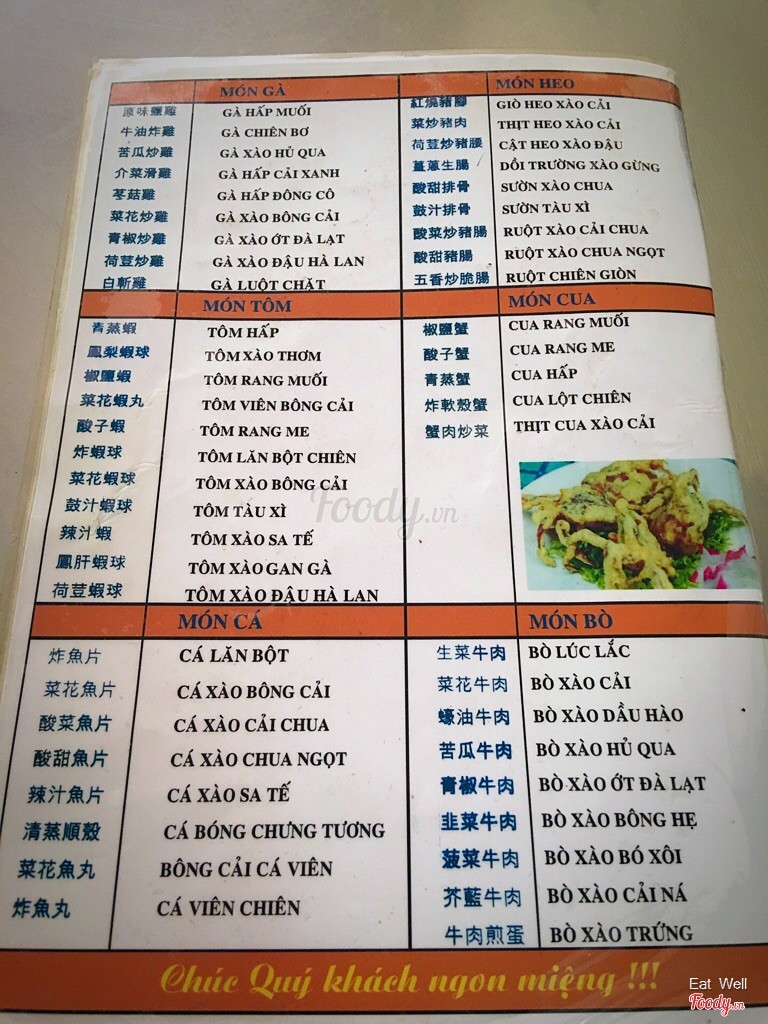 MÓN GÀ
原味鹽雞 GÀ HẤP MUỐI
牛油炸雞 GÀ CHIÊN BƠ
苦瓜炒雞 GÀ XÀO HỦ QUA
介菜滑雞 GÀ HẤP CẢI XANH
冬菇雞 GÀ HẤP ĐÔNG CÔ
菜花炒雞 GÀ XÀO BÔNG CẢI
青椒炒雞 GÀ XÀO ỚT ĐÀ LẠT
荷荳炒雞 GÀ XÀO ĐẬU HÀ LAN
白斬雞 GÀ LUỘT CHẶT
MÓN HEO
紅燒豬腳 GIÒ HEO XÀO CẢI
菜炒豬肉 THỊT HEO XÀO CẢI
荷荳炒豬腰 CẬT HEO XÀO ĐẬU
薑蔥生腸 DỒI TRƯỜNG XÀO GỪNG
酸甜排骨 SƯỜN XÀO CHUA
鼓汁排骨 SƯỜN TÀU XÌ
酸菜炒豬腸 RUỘT XÀO CẢI CHUA
酸甜豬腸 RUỘT XÀO CHUA NGỌT
五香炒脆腸 RUỘT CHIÊN GIÒN
MÓN TÔM
青蒸蝦 TÔM HẤP
鳳梨蝦球 TÔM XÀO THƠM
椒鹽蝦 TÔM RANG MUỐI
菜花蝦丸 TÔM VIÊN BÔNG CẢI
酸子蝦 TÔM RANG ME
炸蝦球 TÔM LĂN BỘT CHIÊN
菜花蝦球 TÔM XÀO BÔNG CẢI
鼓汁蝦球 TÔM TÀU XÌ
辣汁蝦 TÔM XÀO SA TẾ
鳳肝蝦球 TÔM XÀO GAN GÀ
荷荳蝦球 TÔM XÀO ĐẬU HÀ LAN
MÓN CUA
椒鹽蟹 CUA RANG MUỐI
酸子蟹 CUA RANG ME
青蒸蟹 CUA HẤP
炸軟殼蟹 CUA LỘT CHIÊN
蟹肉炒菜 THỊT CUA XÀO CẢI
Foody.vn
MÓN CÁ
炸魚片 CÁ LĂN BỘT
菜花魚片 CÁ XÀO BÔNG CẢI
酸菜魚片 CÁ XÀO CẢI CHUA
酸甜魚片 CÁ XÀO CHUA NGỌT
辣汁魚片 CÁ XÀO SA TẾ
清蒸順殼 CÁ BÓNG CHƯNG TƯƠNG
菜花魚丸 BÔNG CẢI CÁ VIÊN
炸魚丸 CÁ VIÊN CHIÊN
MÓN BÒ
生菜牛肉 BÒ LÚC LẮC
菜花牛肉 BÒ XÀO CẢI
蠔油牛肉 BÒ XÀO DẦU HÀO
苦瓜牛肉 BÒ XÀO HỦ QUA
青椒牛肉 BÒ XÀO ỚT ĐÀ LẠT
韭菜牛肉 BÒ XÀO BÔNG HẸ
菠菜牛肉 BÒ XÀO BÓ XÔI
芥藍牛肉 BÒ XÀO CẢI NÁ
牛肉煎蛋 BÒ XÀO TRỨNG
Chúc Quý khách ngon miệng !!!
Eat Well
Foody.vn